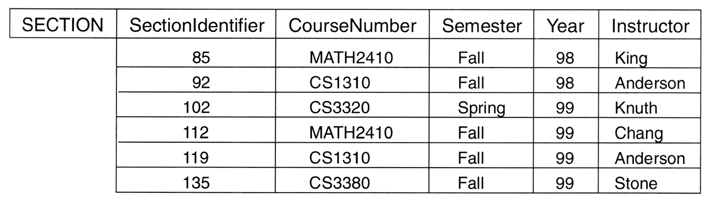 SECTION SectionIdentifier CourseNumber Semester Year Instructor
85 MATH2410 Fall 98 King
92 CS1310 Fall 98 Anderson
102 CS3320 Spring 99 Knuth
112 MATH2410 Fall 99 Chang
119 CS1310 Fall 99 Anderson
135 CS3380 Fall 99 Stone